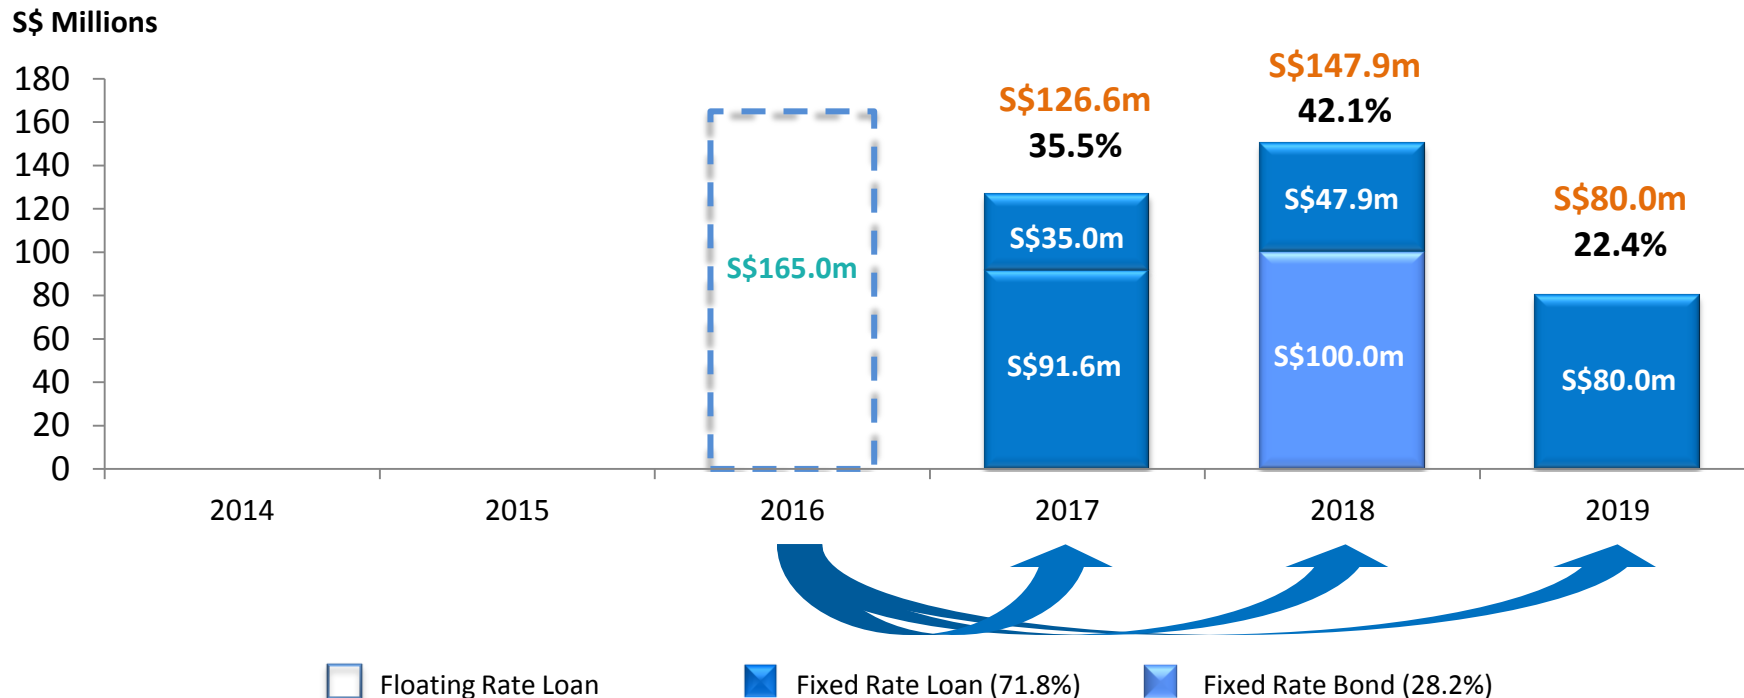 S$ Millions
180
160
140
120
100
80
60
40
20
0
S$165.0m
S$126.6m
35.5%
S$35.0m
S$91.6m
S$147.9m
42.1%
S$47.9m
S$100.0m
S$80.0m
22.4%
S$80.0m
2014 2015 2016 2017 2018 2019
Floating Rate Loan Fixed Rate Loan (71.8%) Fixed Rate Bond (28.2%)